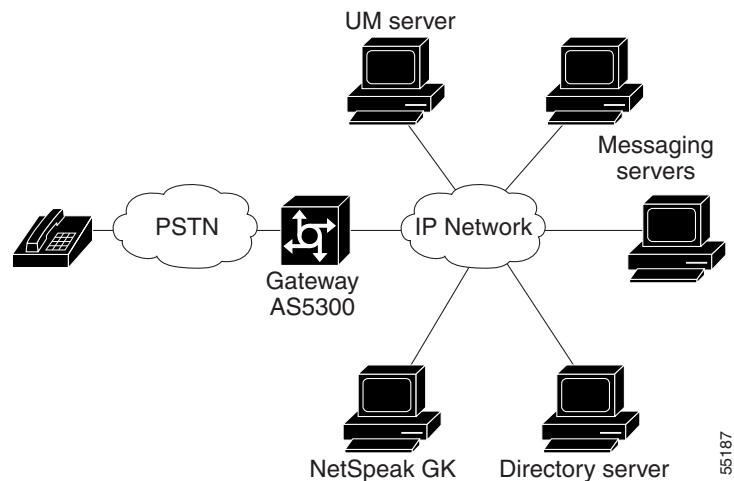 UM server
Messaging
servers
PSTN
IP Network
Gateway
AS5300
NetSpeak GK
Directory server
55187